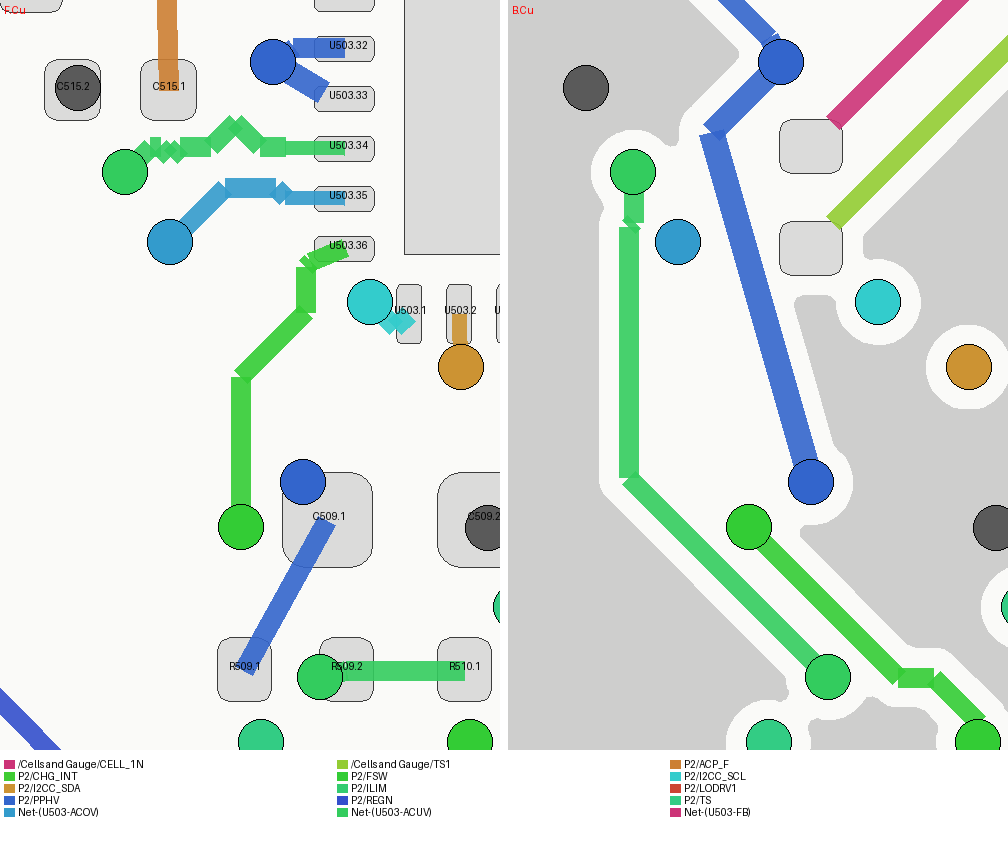 F.Cu
B.Cu
U503.32
C515.2
C515.1
U503.33
U503.34
U503.35
U503.36
U503.1
U503.2
U
C509.1
C509.2
R509.1
R509.2
R510.1
/Cells and Gauge/CELL_1N
/Cells and Gauge/TS1
P2/ACP_F
P2/CHG_INT
P2/FSW
P2/I2CC_SCL
P2/I2CC_SDA
P2/ILIM
P2/LODRV1
P2/PPHV
P2/REGN
P2/TS
Net-(U503-ACOV)
Net-(U503-ACUV)
Net-(U503-FB)